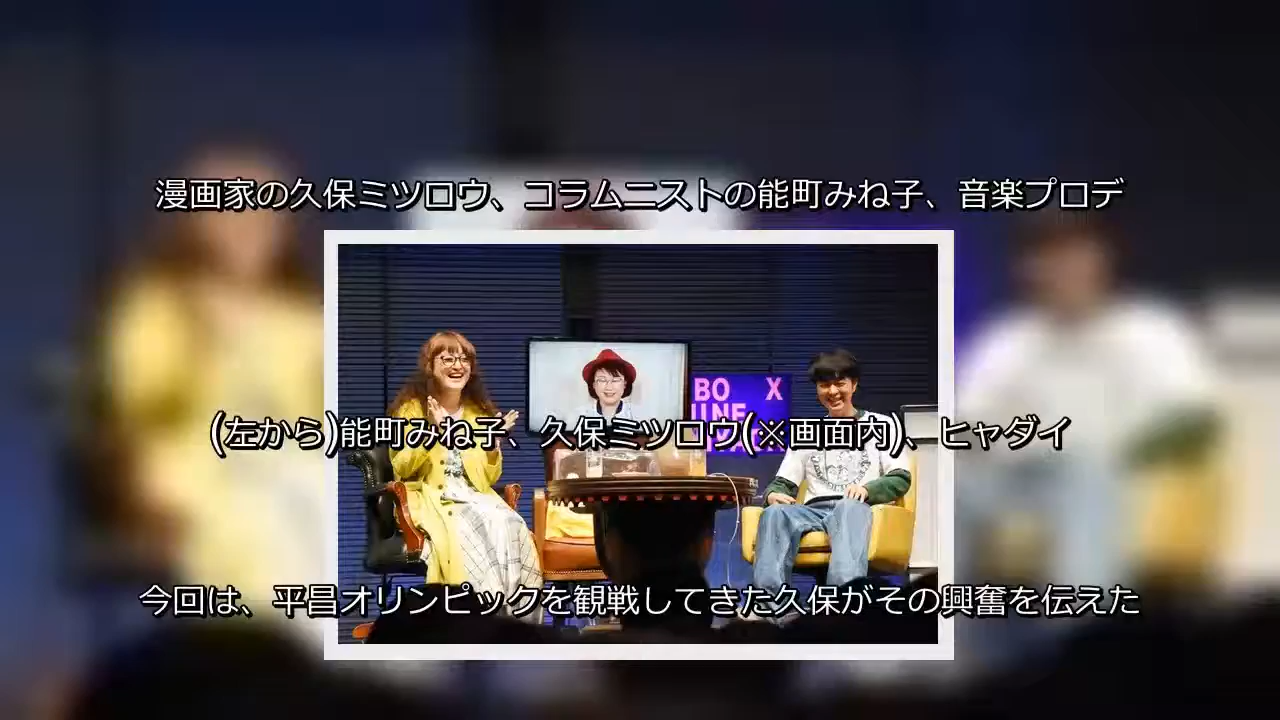 漫画家の久保ミツロウ、コラムニストの能町みね子、音楽プロデ
BO X
(左から)能町みね子、久保ミツロウ(※画面内)、ヒャダイ
今回は、平昌オリンピックを観戦してきた久保がその興奮を伝えた